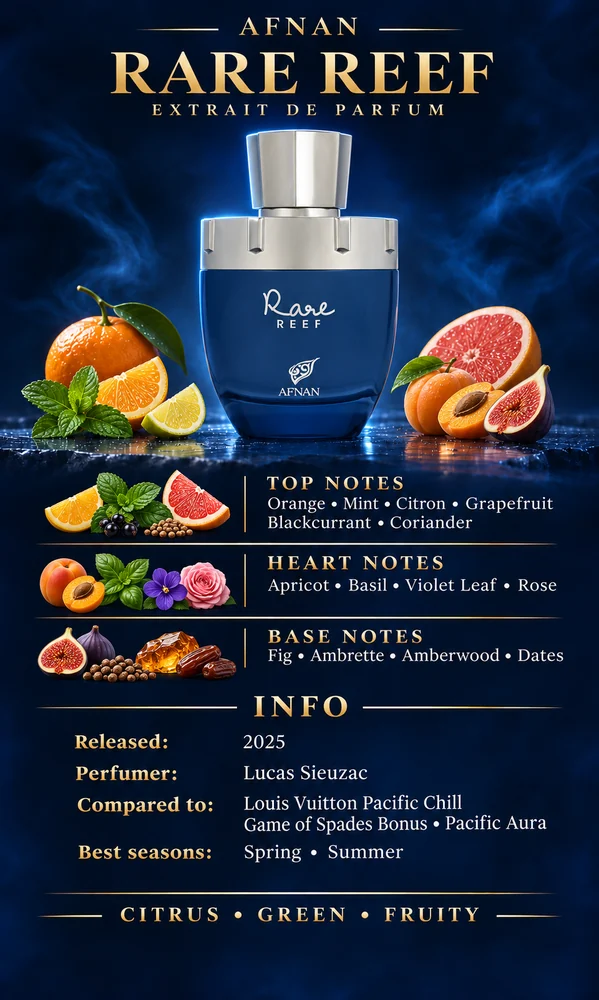 AFNAN
RARE REEF
EXTRAIT DE PARFUM
Rare
REEF
AFNAN
TOP NOTES
Orange • Mint • Citron • Grapefruit
Blackcurrant • Coriander
HEART NOTES
Apricot • Basil • Violet Leaf • Rose
BASE NOTES
Fig • Ambrette • Amberwood • Dates
INFO
Released: 2025
Perfumer: Lucas Sieuzac
Compared to: Louis Vuitton Pacific Chill
Game of Spades Bonus • Pacific Aura
Best seasons: Spring • Summer
CITRUS • GREEN • FRUITY